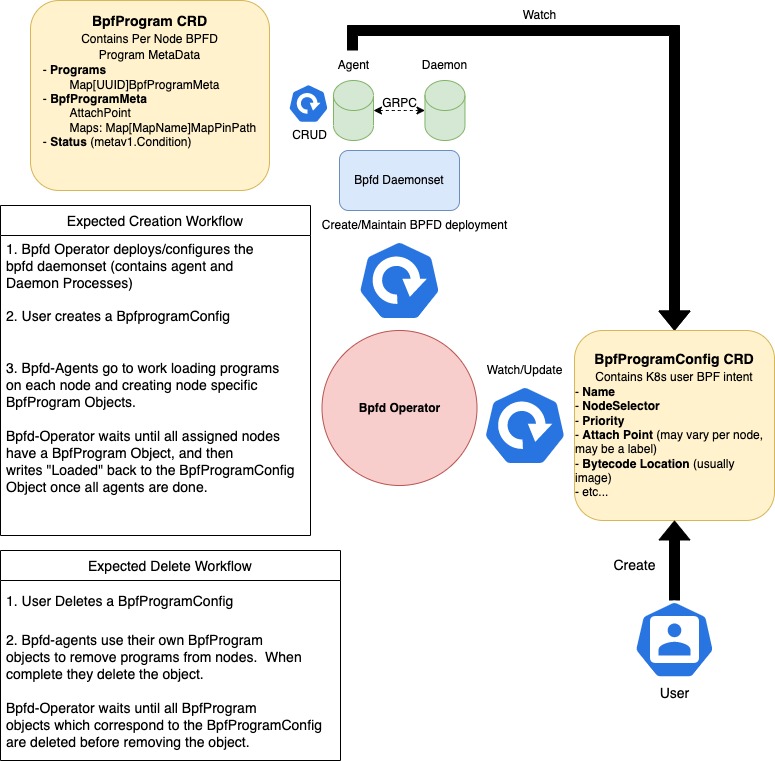 BpfProgram CRD
Contains Per Node BPFD
Program MetaData
- Programs
Map[UUID]BpfProgramMeta
- BpfProgramMeta
AttachPoint
Maps: Map[MapName]MapPinPath
- Status (metav1.Condition)
Watch
Agent
Daemon
GRPC
CRUD
Bpfd Daemonset
Create/Maintain BPFD deployment
Expected Creation Workflow
1. Bpfd Operator deploys/configures the
bpfd daemonset (contains agent and
Daemon Processes)
2. User creates a BpfprogramConfig
3. Bpfd-Agents go to work loading programs
on each node and creating node specific
BpfProgram Objects.
Bpfd-Operator waits until all assigned nodes
have a BpfProgram Object, and then
writes "Loaded" back to the BpfProgramConfig
Object once all agents are done.
Bpfd Operator
Watch/Update
BpfProgramConfig CRD
Contains K8s user BPF intent
- Name
- NodeSelector
- Priority
- Attach Point (may vary per node,
may be a label)
- Bytecode Location (usually
image)
- etc...
Create
User
Expected Delete Workflow
1. User Deletes a BpfProgramConfig
2. Bpfd-agents use their own BpfProgram
objects to remove programs from nodes. When
complete they delete the object.
Bpfd-Operator waits until all BpfProgram
objects which correspond to the BpfProgramConfig
are deleted before removing the object.